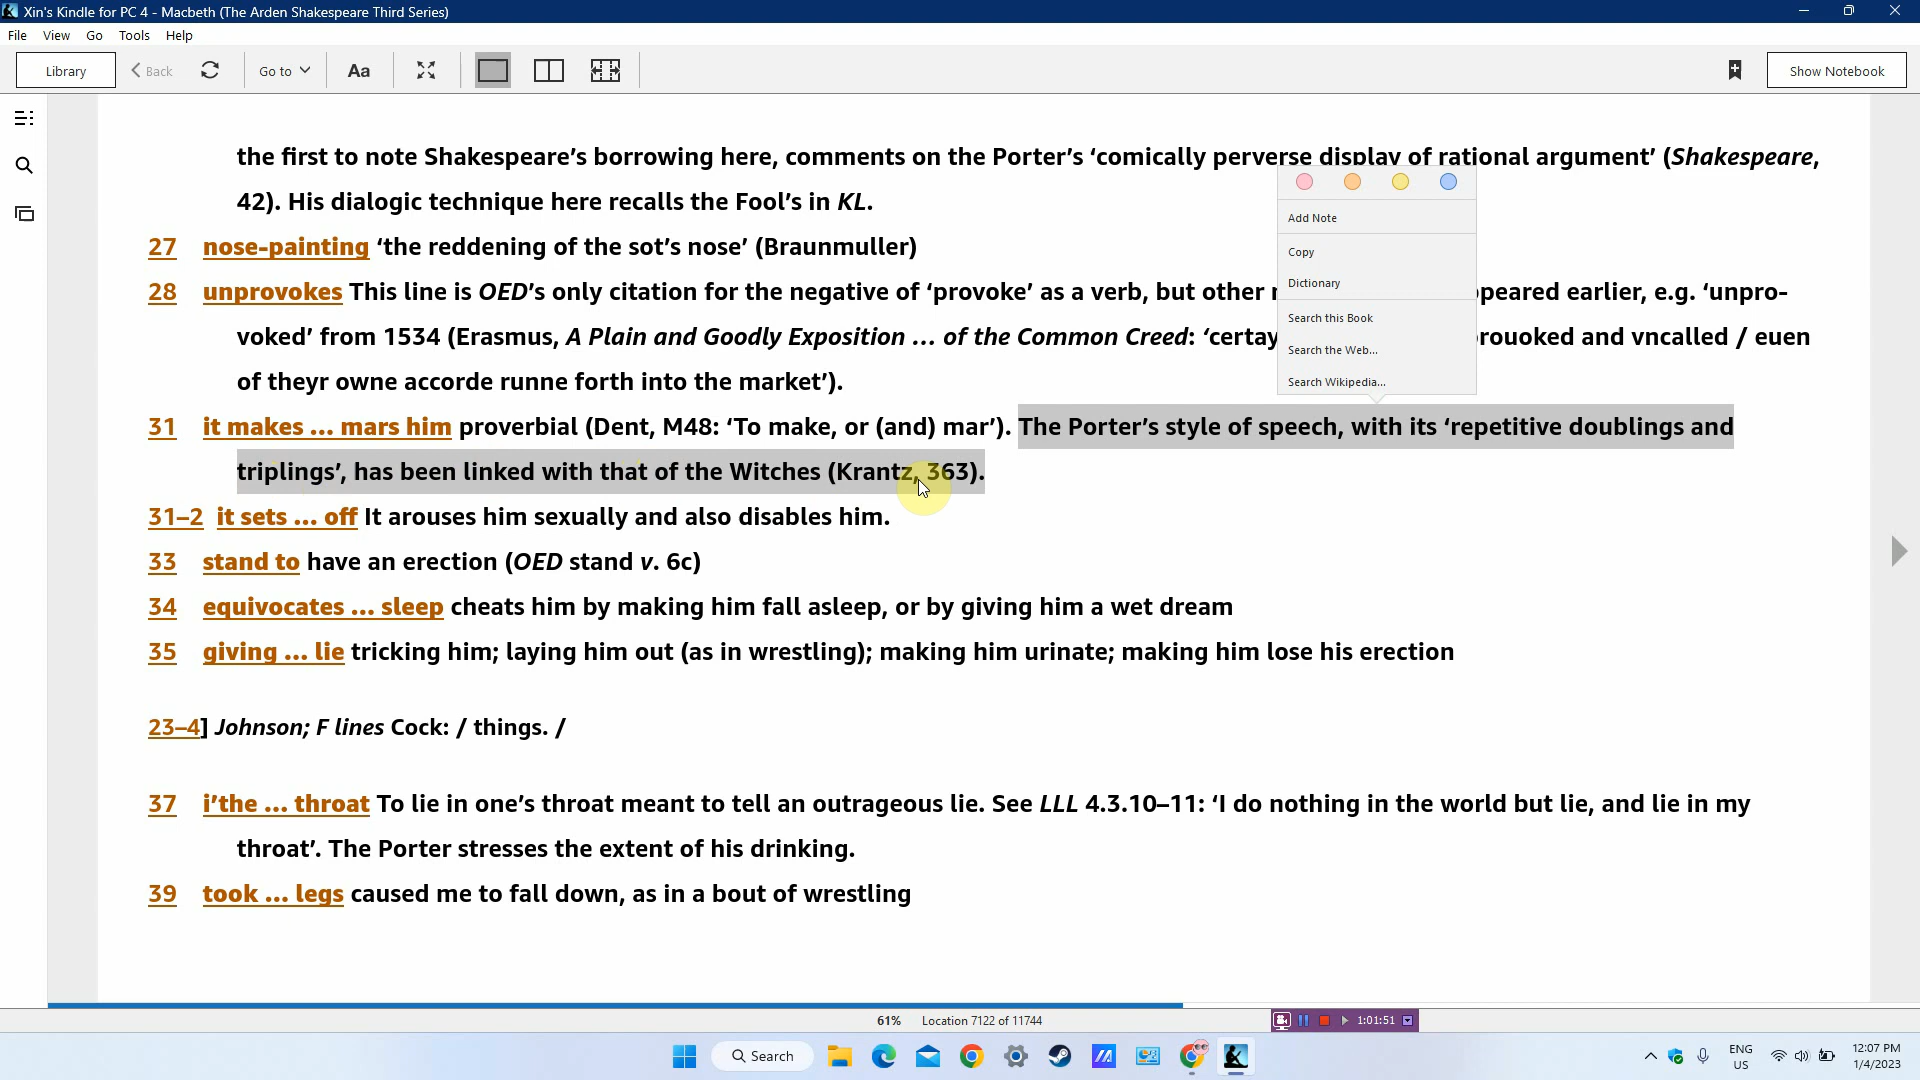 Xin's Kindle for PC 4 - Macbeth (The Arden Shakespeare Third Series)
File View Go Tools Help
Library Back Go to Aa Show Notebook
the first to note Shakespeare’s borrowing here, comments on the Porter’s ‘comically perverse display of rational argument’ (Shakespeare,
42). His dialogic technique here recalls the Fool’s in KL.
27 nose-painting ‘the reddening of the sot’s nose’ (Braunmuller)
28 unprovokes This line is OED’s only citation for the negative of ‘provoke’ as a verb, but other ppeared earlier, e.g. ‘unpro-
voked’ from 1534 (Erasmus, A Plain and Goodly Exposition … of the Common Creed: ‘certay prouoked and vncalled / euen
of theyr owne accorde runne forth into the market’).
31 it makes … mars him proverbial (Dent, M48: ‘To make, or (and) mar’). The Porter’s style of speech, with its ‘repetitive doublings and
triplings’, has been linked with that of the Witches (Krantz, 363).
31–2 it sets … off It arouses him sexually and also disables him.
33 stand to have an erection (OED stand v. 6c)
34 equivocates … sleep cheats him by making him fall asleep, or by giving him a wet dream
35 giving … lie tricking him; laying him out (as in wrestling); making him urinate; making him lose his erection
23–4] Johnson; F lines Cock: / things. /
37 i’the … throat To lie in one’s throat meant to tell an outrageous lie. See LLL 4.3.10–11: ‘I do nothing in the world but lie, and lie in my
throat’. The Porter stresses the extent of his drinking.
39 took … legs caused me to fall down, as in a bout of wrestling
Add Note
Copy
Dictionary
Search this Book
Search the Web...
Search Wikipedia...
61% Location 7122 of 11744
1:01:51
Search
ENG
US
12:07 PM
1/4/2023